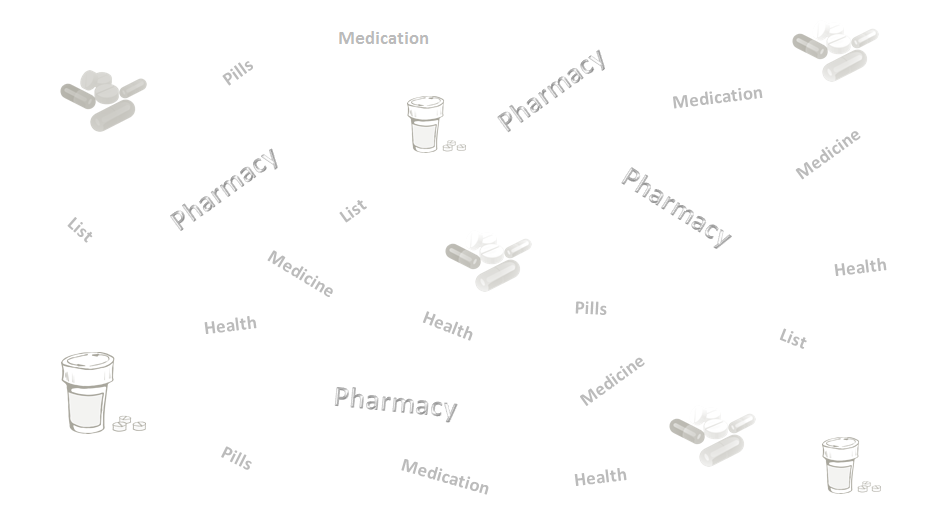 Medication
Pills
Pharmacy
Medication
Medicine
Pharmacy
Pharmacy
List
List
Medicine
Health
Pills
Health
Health
List
Medicine
Pharmacy
Pills
Medication
Health